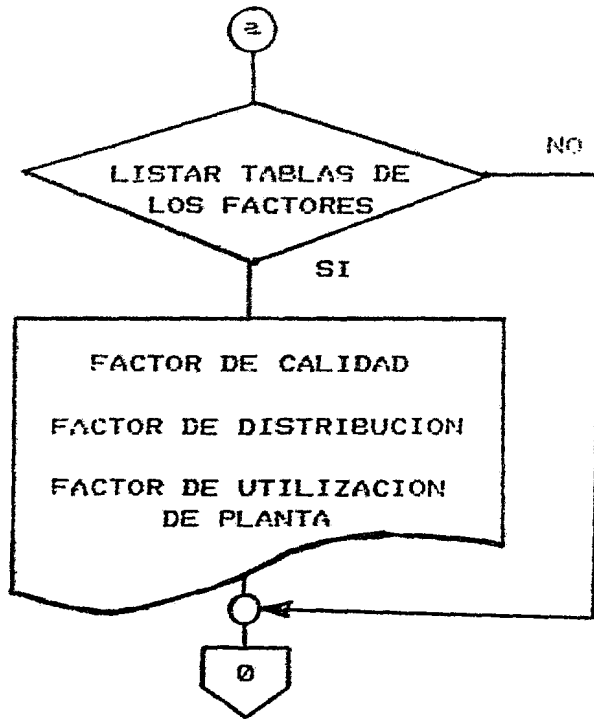 2
LISTAR TABLAS DE
LOS FACTORES
NO
SI
FACTOR DE CALIDAD
FACTOR DE DISTRIBUCION
FACTOR DE UTILIZACION
DE PLANTA
0